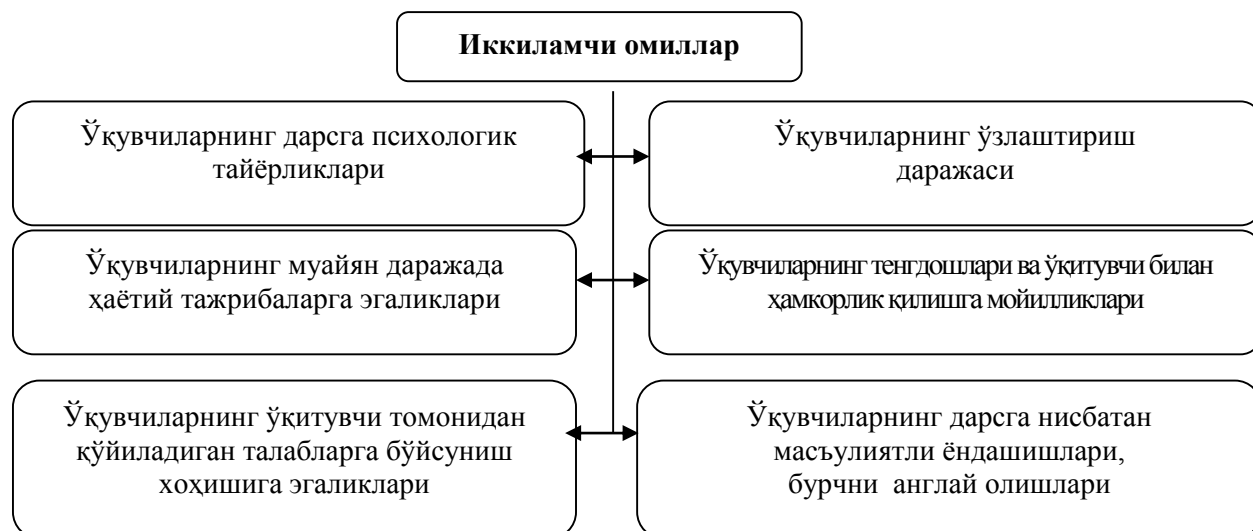 Иккиламчи омиллар
Ўқувчиларнинг дарсга психологик
тайёрликлари
Ўқувчиларнинг ўзлаштириш
даражаси
Ўқувчиларнинг муайян даражада
ҳаётий тажрибаларга эгаликлари
Ўқувчиларнинг тенгдошлари ва ўқитувчи билан
ҳамкорлик қилишга мойилликлари
Ўқувчиларнинг ўқитувчи томонидан
қўйиладиган талабларга бўйсуниш
хоҳишига эгаликлари
Ўқувчиларнинг дарсга нисбатан
масъулиятли ёндашишлари,
бурчни англай олишлари